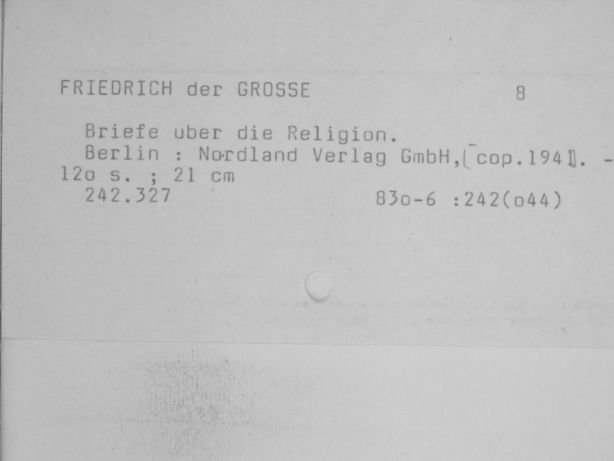 FRIEDRICH der GROSSE 8
Briefe uber die Religion.
Berlin : Nordland Verlag GmbH,[cop.1941]. -
12o s. ; 21 cm
242.327 83o-6 :242(o44)